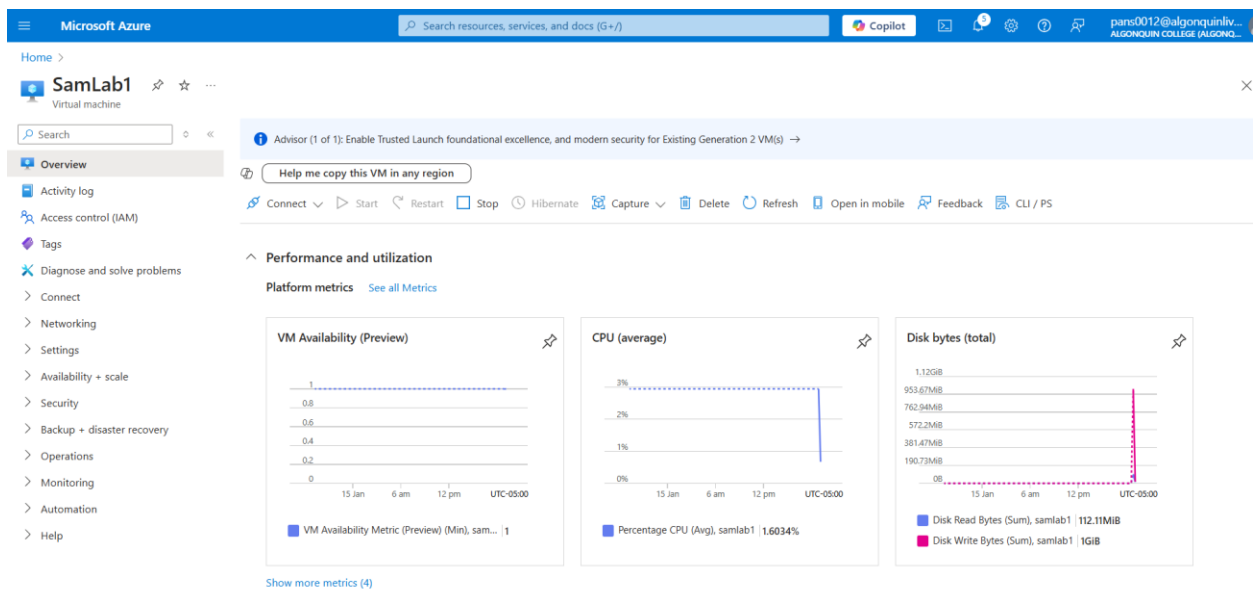 Microsoft Azure
Search resources, services, and docs (G+/)
Copilot
5
pans0012@algonquinliv...
ALGONQUIN COLLEGE (ALGONQ...
Home >
SamLab1
Virtual machine
Search
Overview
Activity log
Access control (IAM)
Tags
Diagnose and solve problems
Connect
Networking
Settings
Availability + scale
Security
Backup + disaster recovery
Operations
Monitoring
Automation
Help
Advisor (1 of 1): Enable Trusted Launch foundational excellence, and modern security for Existing Generation 2 VM(s) →
Help me copy this VM in any region
Connect Start Restart Stop Hibernate Capture Delete Refresh Open in mobile Feedback CLI / PS
Performance and utilization
Platform metrics See all Metrics
VM Availability (Preview)
1
0.8
0.6
0.4
0.2
0
15 Jan 6 am 12 pm UTC-05:00
VM Availability Metric (Preview) (Min), sam... 1
CPU (average)
3%
2%
1%
0%
15 Jan 6 am 12 pm UTC-05:00
Percentage CPU (Avg), samlab1 1.6034%
Disk bytes (total)
1.12GiB
953.67MiB
762.94MiB
572.2MiB
381.47MiB
190.73MiB
0B
15 Jan 6 am 12 pm UTC-05:00
Disk Read Bytes (Sum), samlab1 112.11MiB
Disk Write Bytes (Sum), samlab1 1GiB
Show more metrics (4)